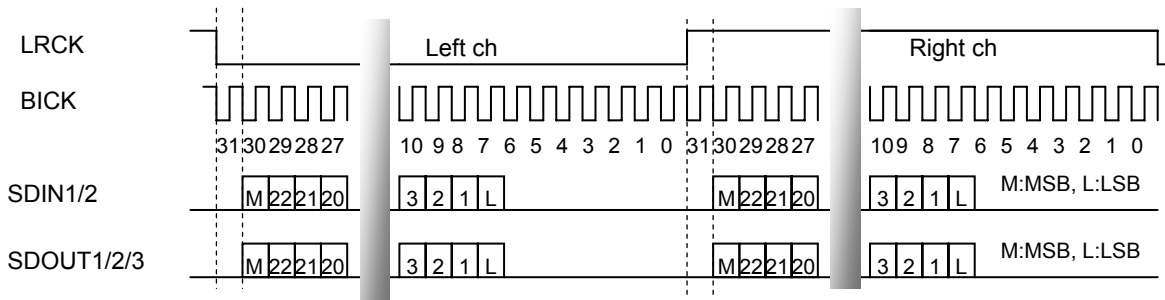 LRCK Left ch Right ch
BICK
31 30 29 28 27 10 9 8 7 6 5 4 3 2 1 0 31 30 29 28 27 10 9 8 7 6 5 4 3 2 1 0
SDIN1/2 M 22 21 20 3 2 1 L M 22 21 20 3 2 1 L M:MSB, L:LSB
SDOUT1/2/3 M 22 21 20 3 2 1 L M 22 21 20 3 2 1 L M:MSB, L:LSB